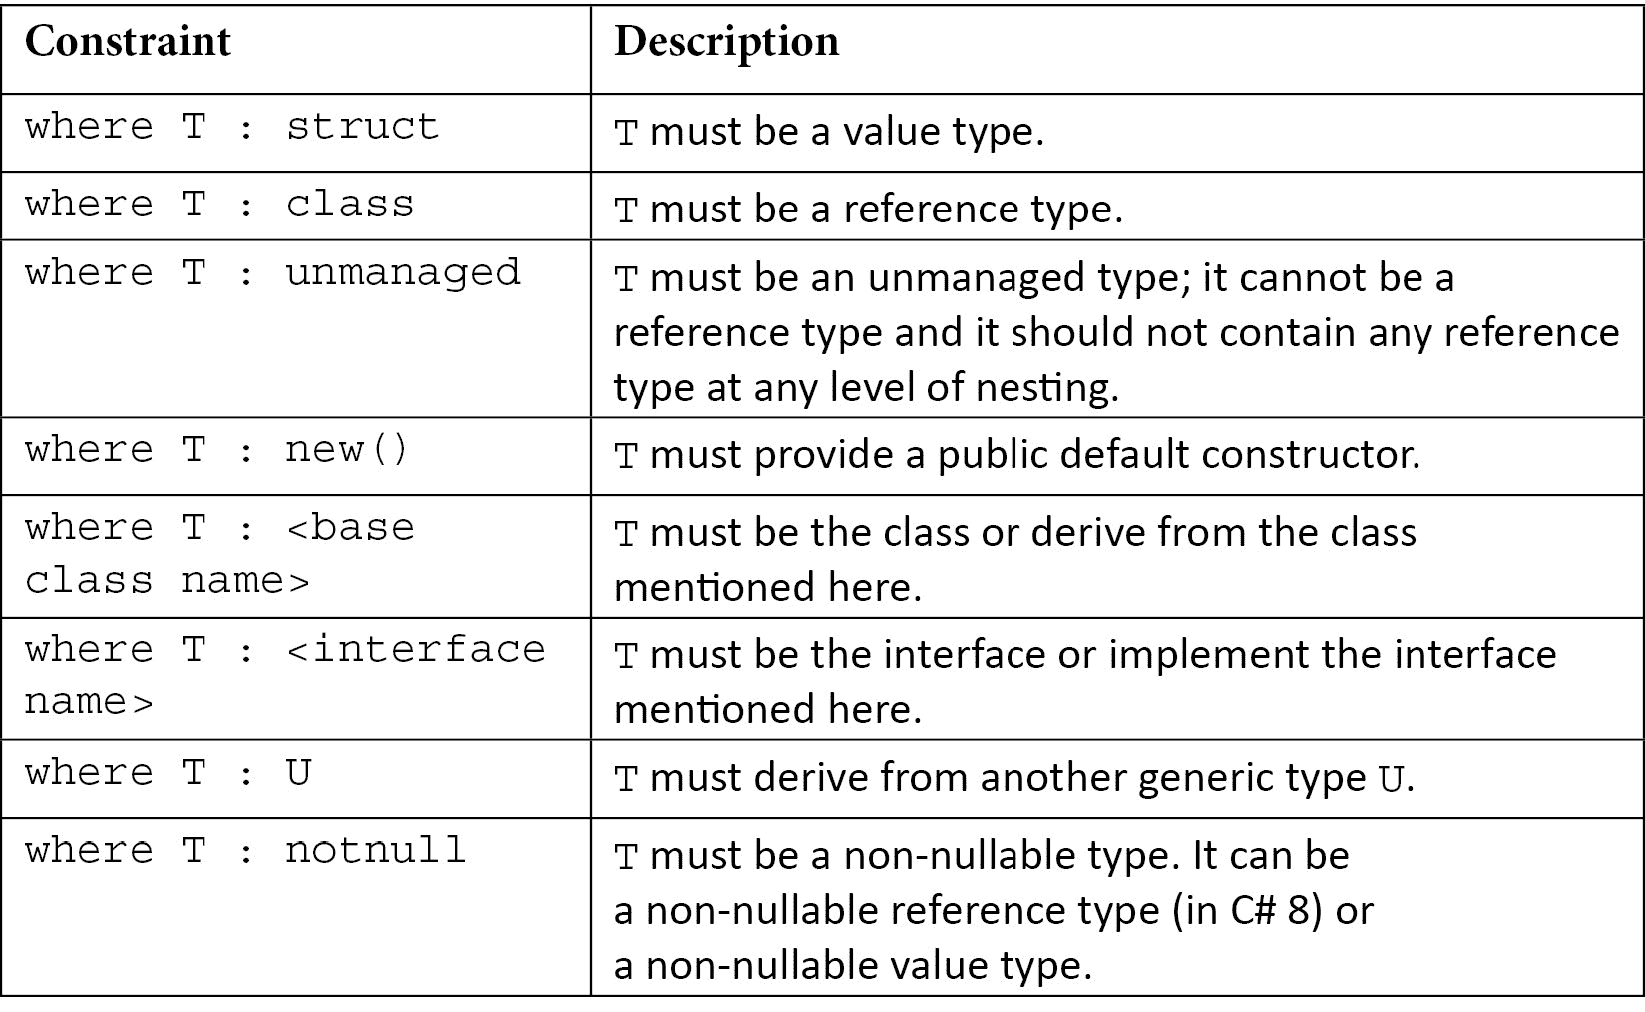 Constraint Description
where T : struct T must be a value type.
where T : class T must be a reference type.
where T : unmanaged T must be an unmanaged type; it cannot be a
reference type and it should not contain any reference
type at any level of nesting.
where T : new() T must provide a public default constructor.
where T : <base T must be the class or derive from the class
class name> mentioned here.
where T : <interface T must be the interface or implement the interface
name> mentioned here.
where T : U T must derive from another generic type U.
where T : notnull T must be a non-nullable type. It can be
a non-nullable reference type (in C# 8) or
a non-nullable value type.